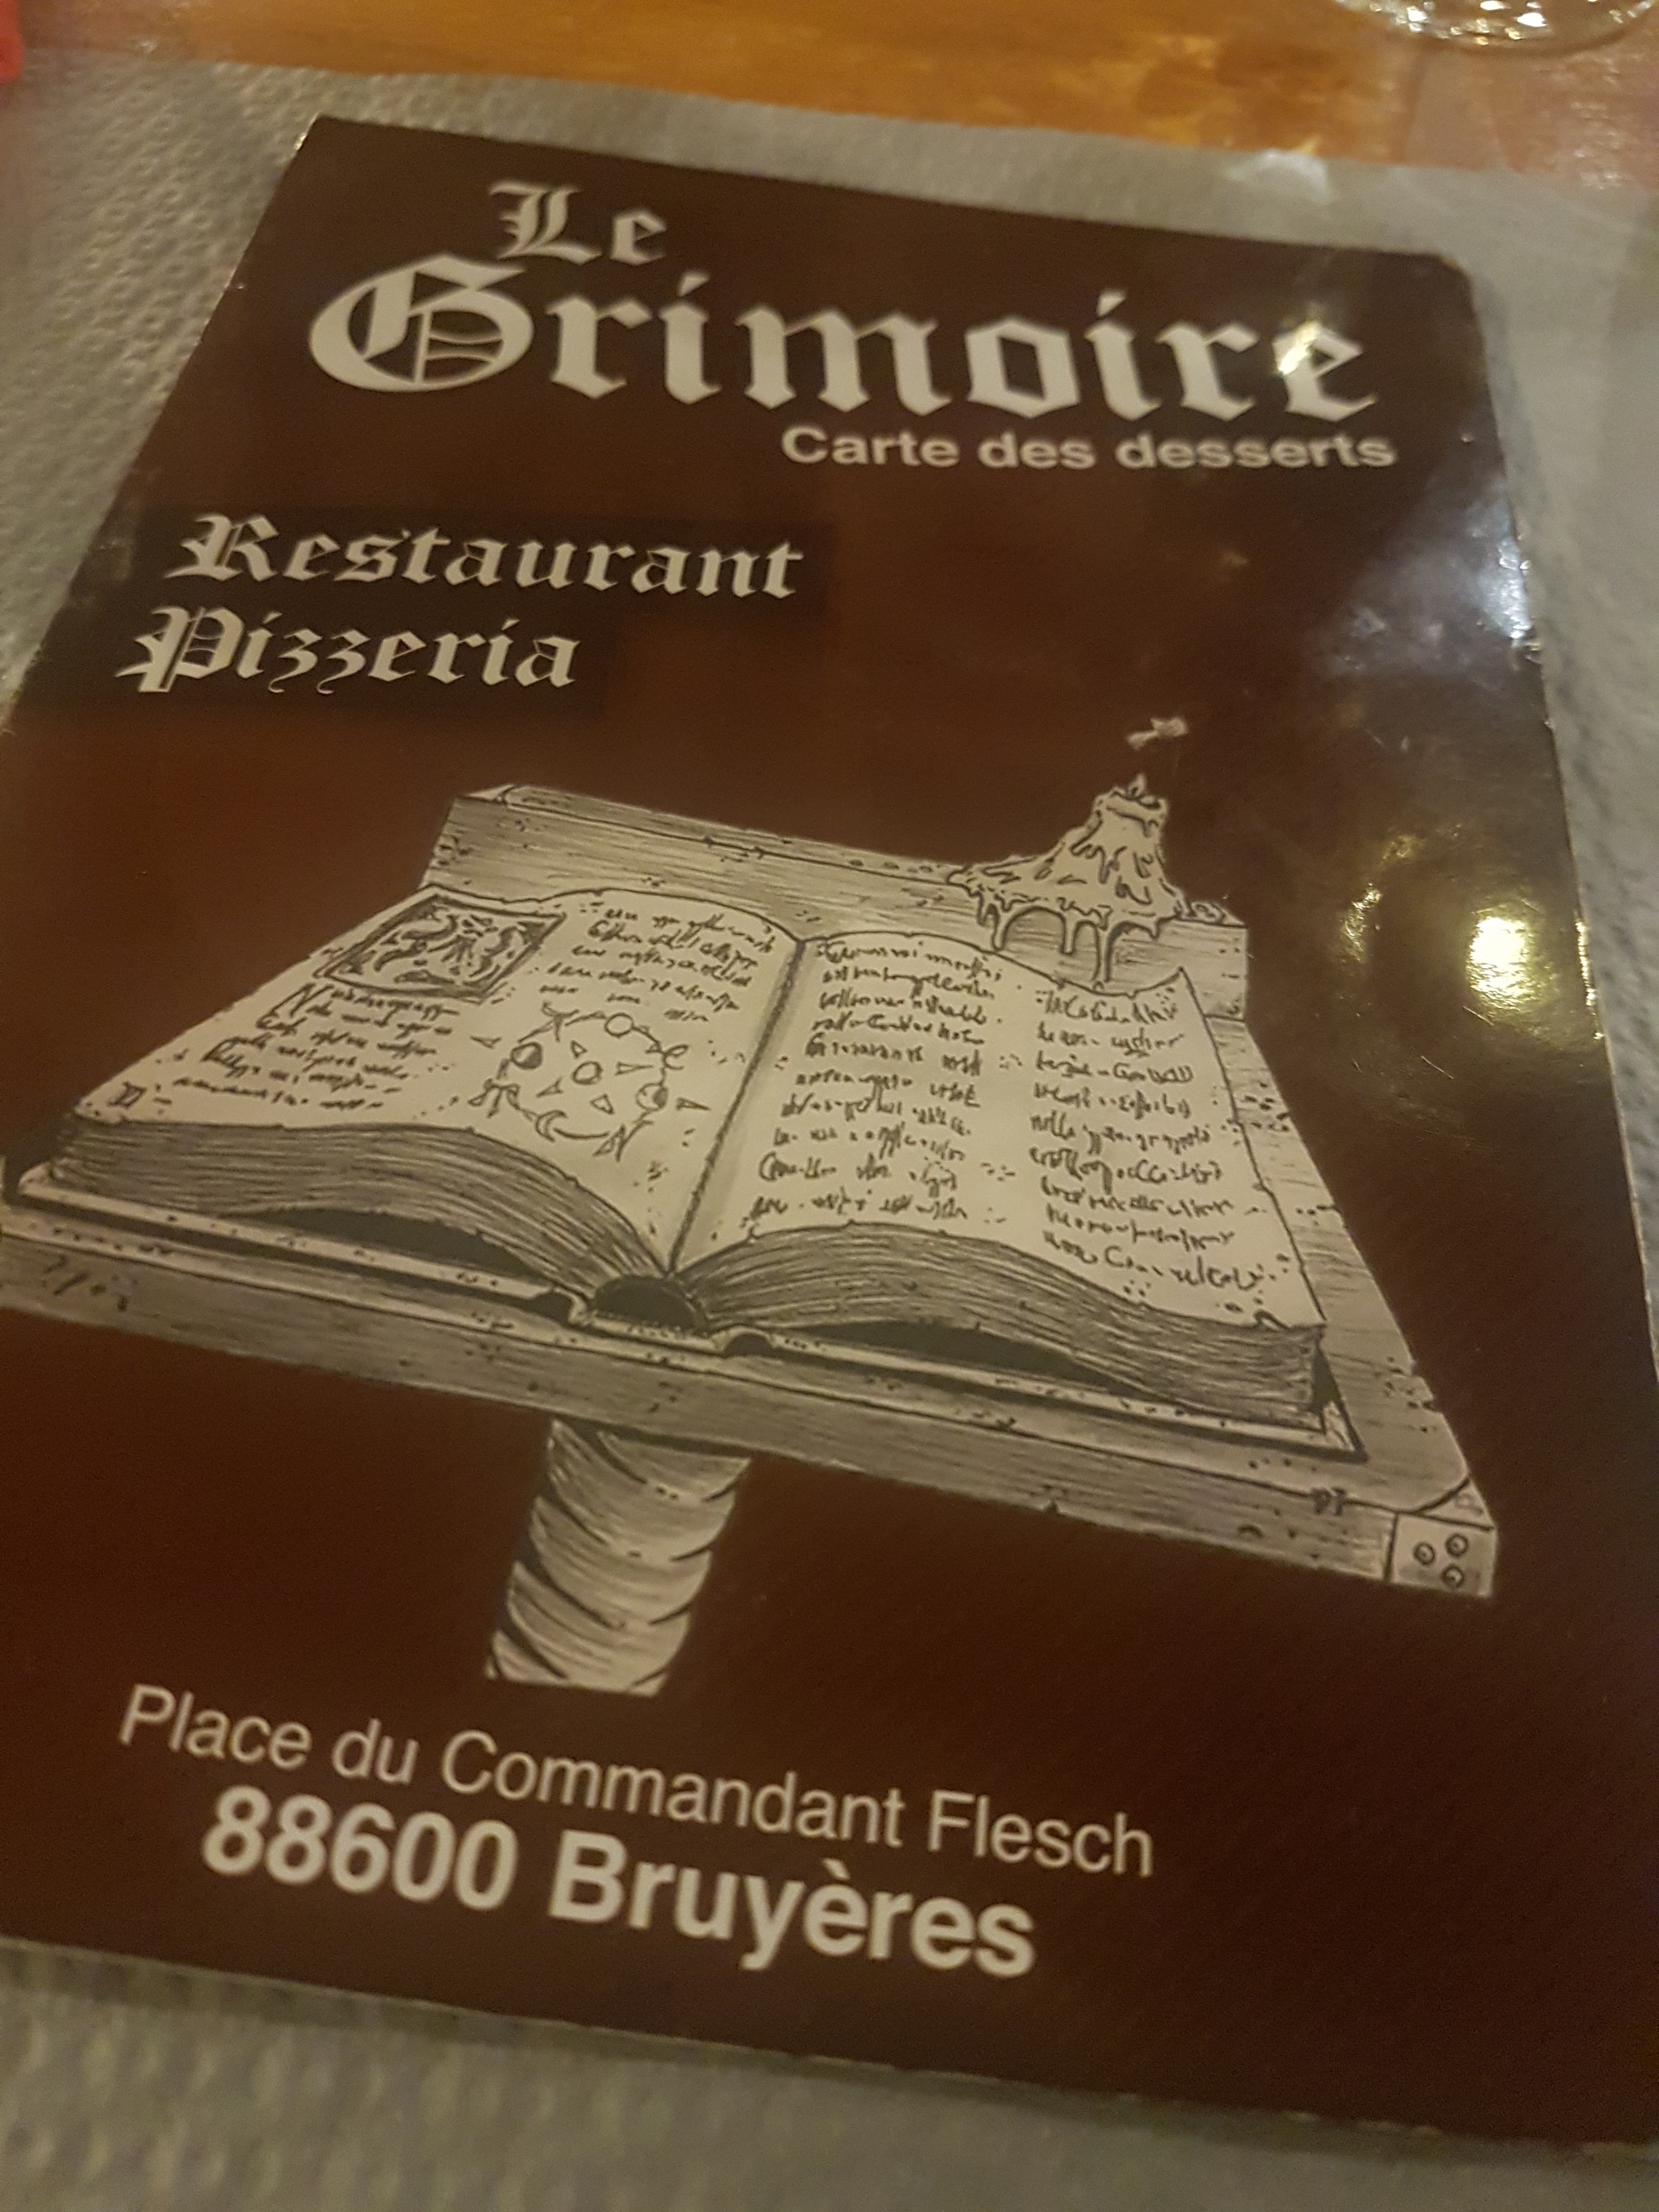 Le
Grimoire
Carte des desserts
Restaurant
Pizzeria
Place du Commandant Flesch
88600 Bruyères